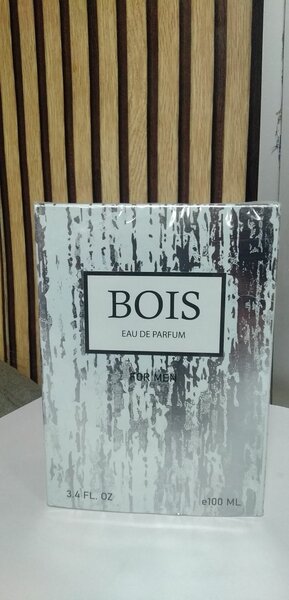 BOIS
EAU DE PARFUM
FOR MEN
3.4 FL. OZ
e100 ML